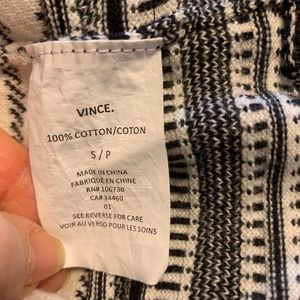 VINCE.
100% COTTON/COTON
S / P
MADE IN CHINA
FABRIQUÉ EN CHINE
RN# 106730
CA# 34460
01
SEE REVERSE FOR CARE
VOIR AU VERSO POUR LES SOINS